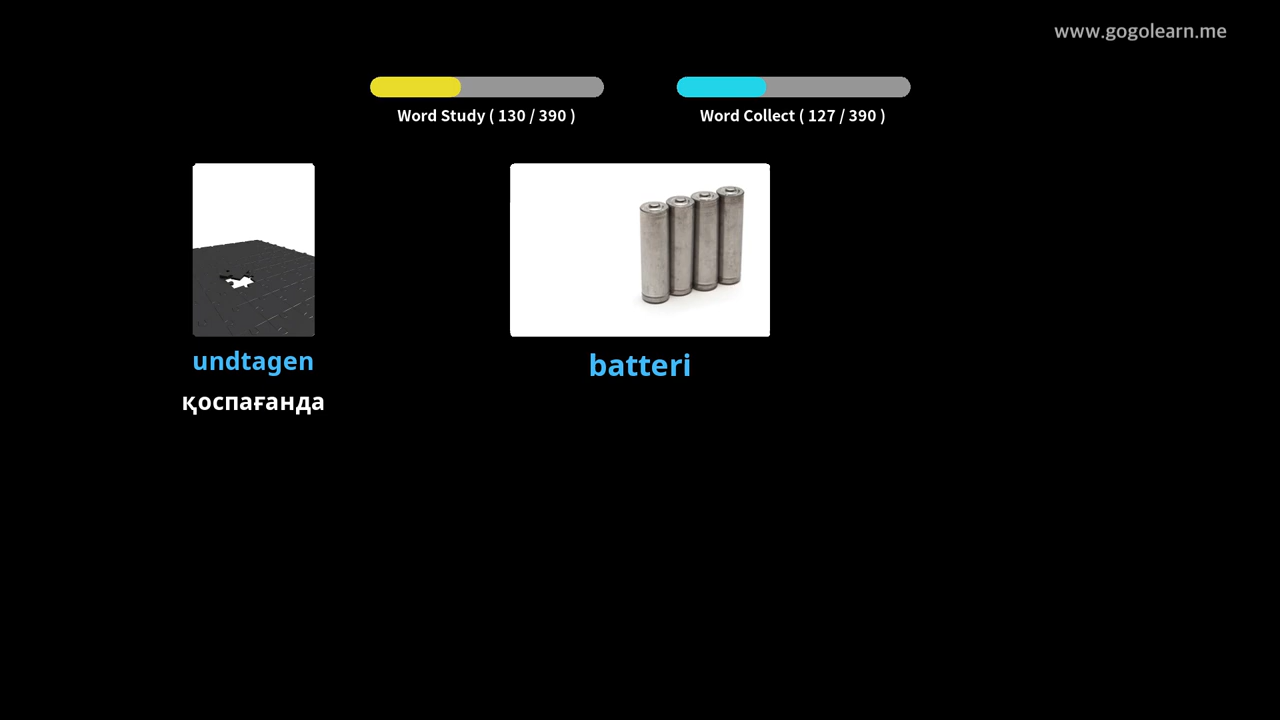 www.gogolearn.me
Word Study ( 130 / 390 )
Word Collect ( 127 / 390 )
undtagen
қоспағанда
batteri